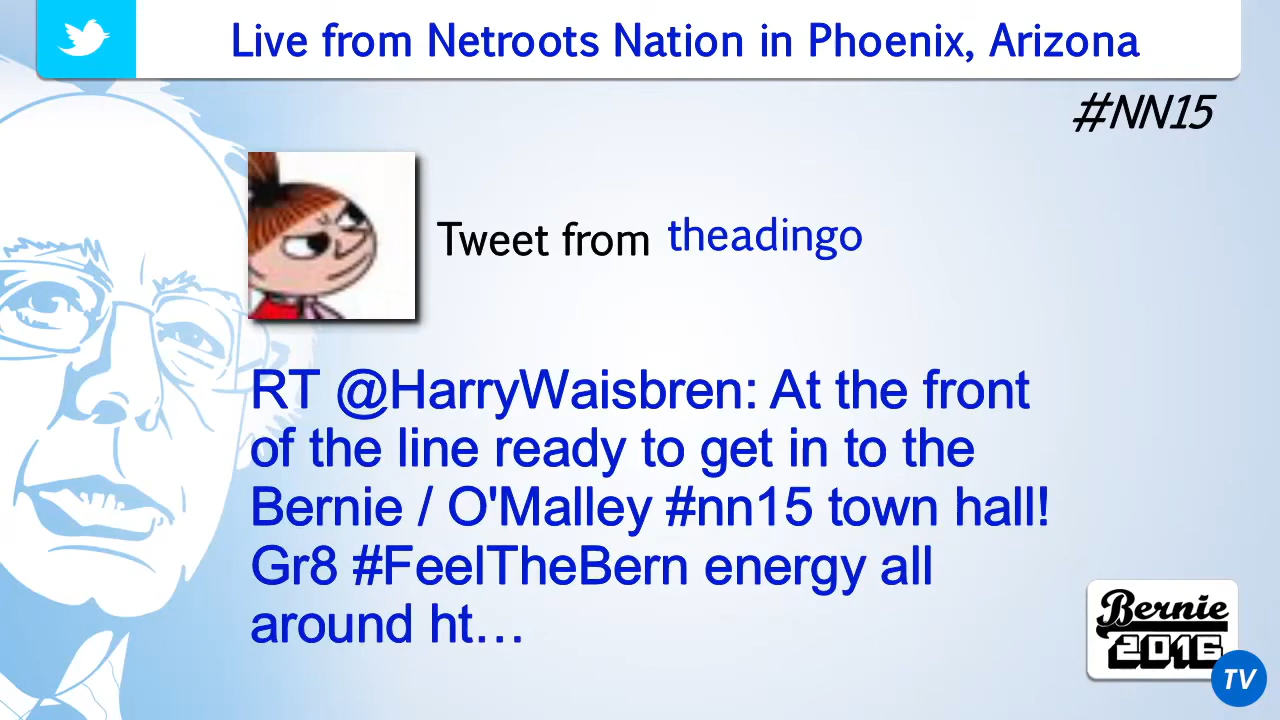 Live from Netroots Nation in Phoenix, Arizona
#NN15
Tweet from theadingo
RT @HarryWaisbren: At the front
of the line ready to get in to the
Bernie / O'Malley #nn15 town hall!
Gr8 #FeelTheBern energy all
around ht…
Bernie
2016
TV